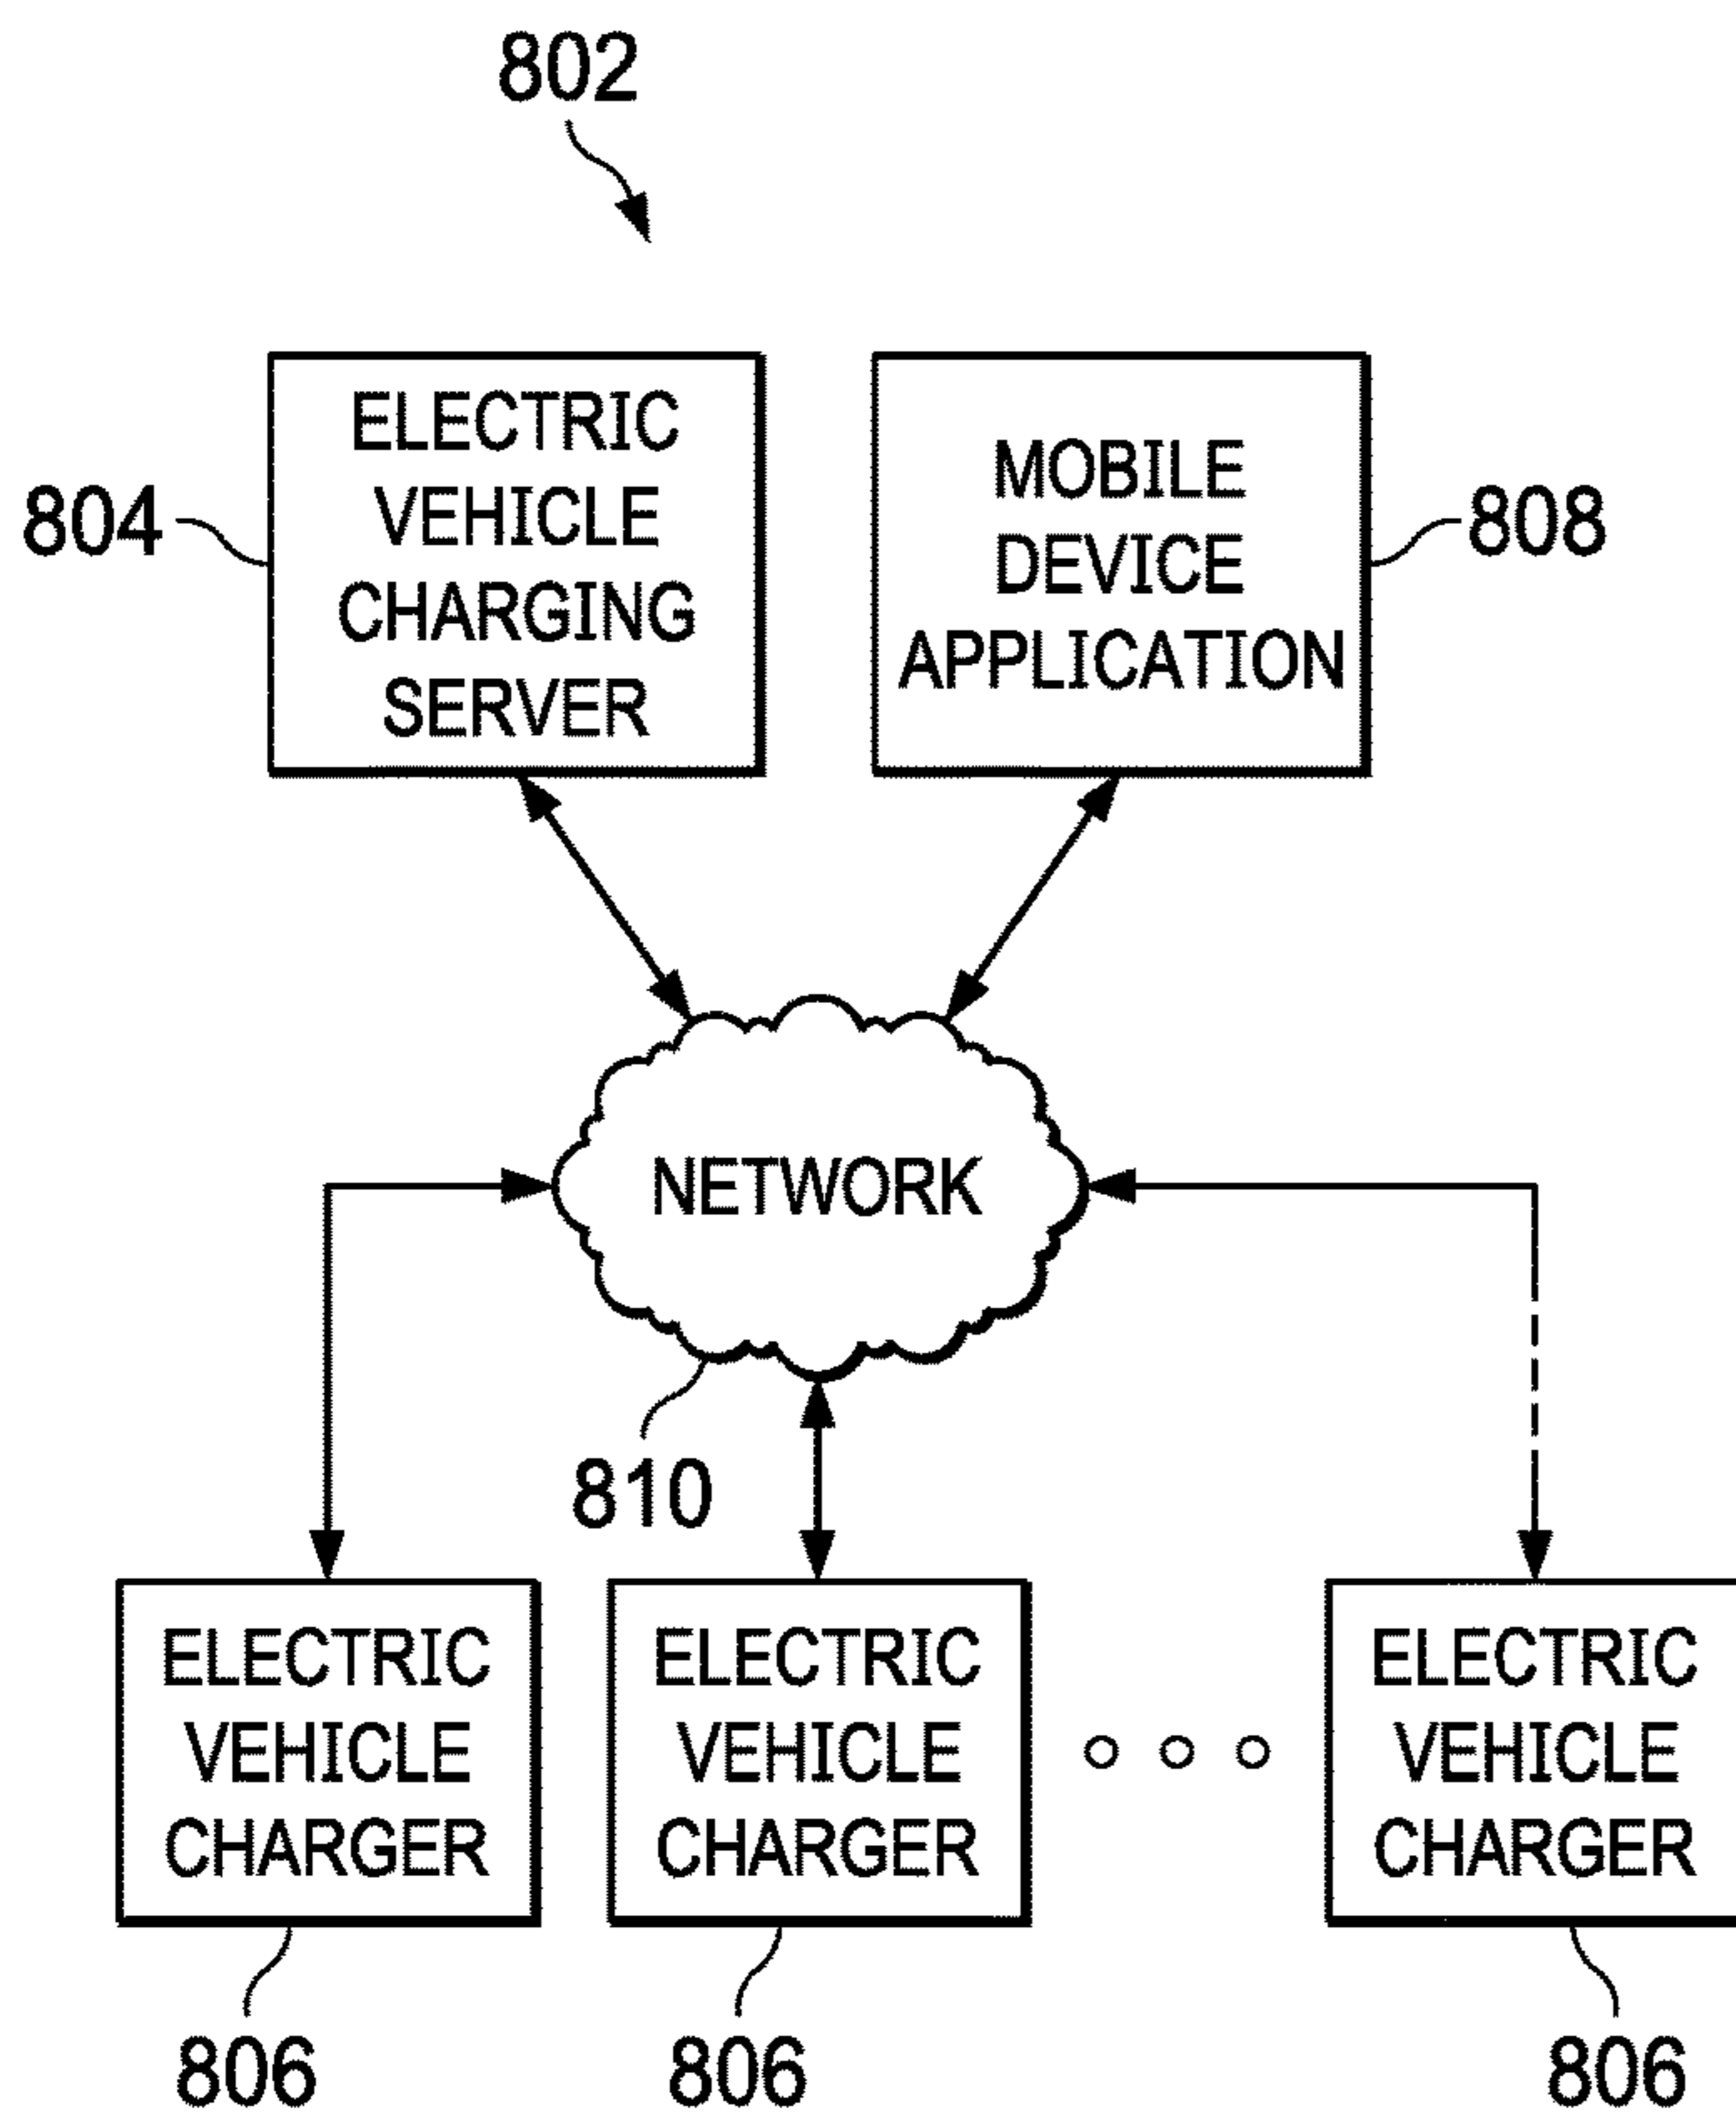 802
ELECTRIC
VEHICLE
CHARGING
SERVER
804
MOBILE
DEVICE
APPLICATION
808
NETWORK
810
ELECTRIC
VEHICLE
CHARGER
ELECTRIC
VEHICLE
CHARGER
ELECTRIC
VEHICLE
CHARGER
806
806
806